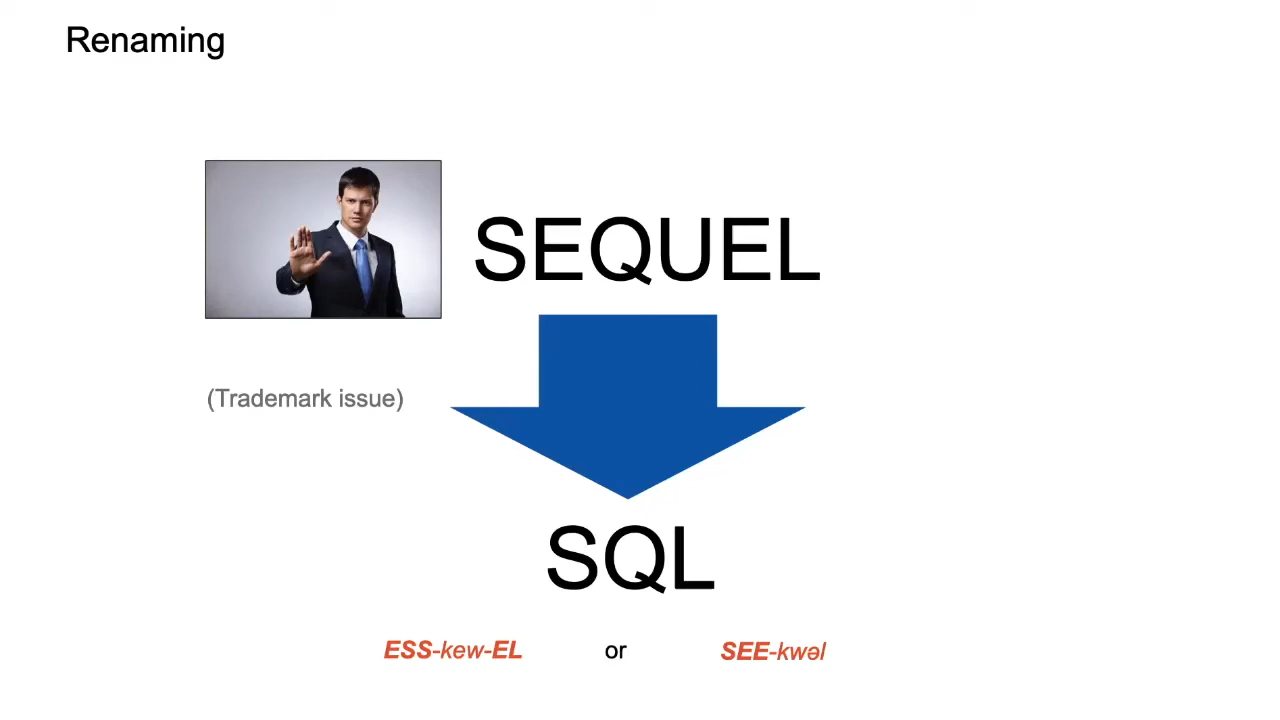 Renaming
SEQUEL
(Trademark issue)
SQL
ESS-kew-EL or SEE-kwəl